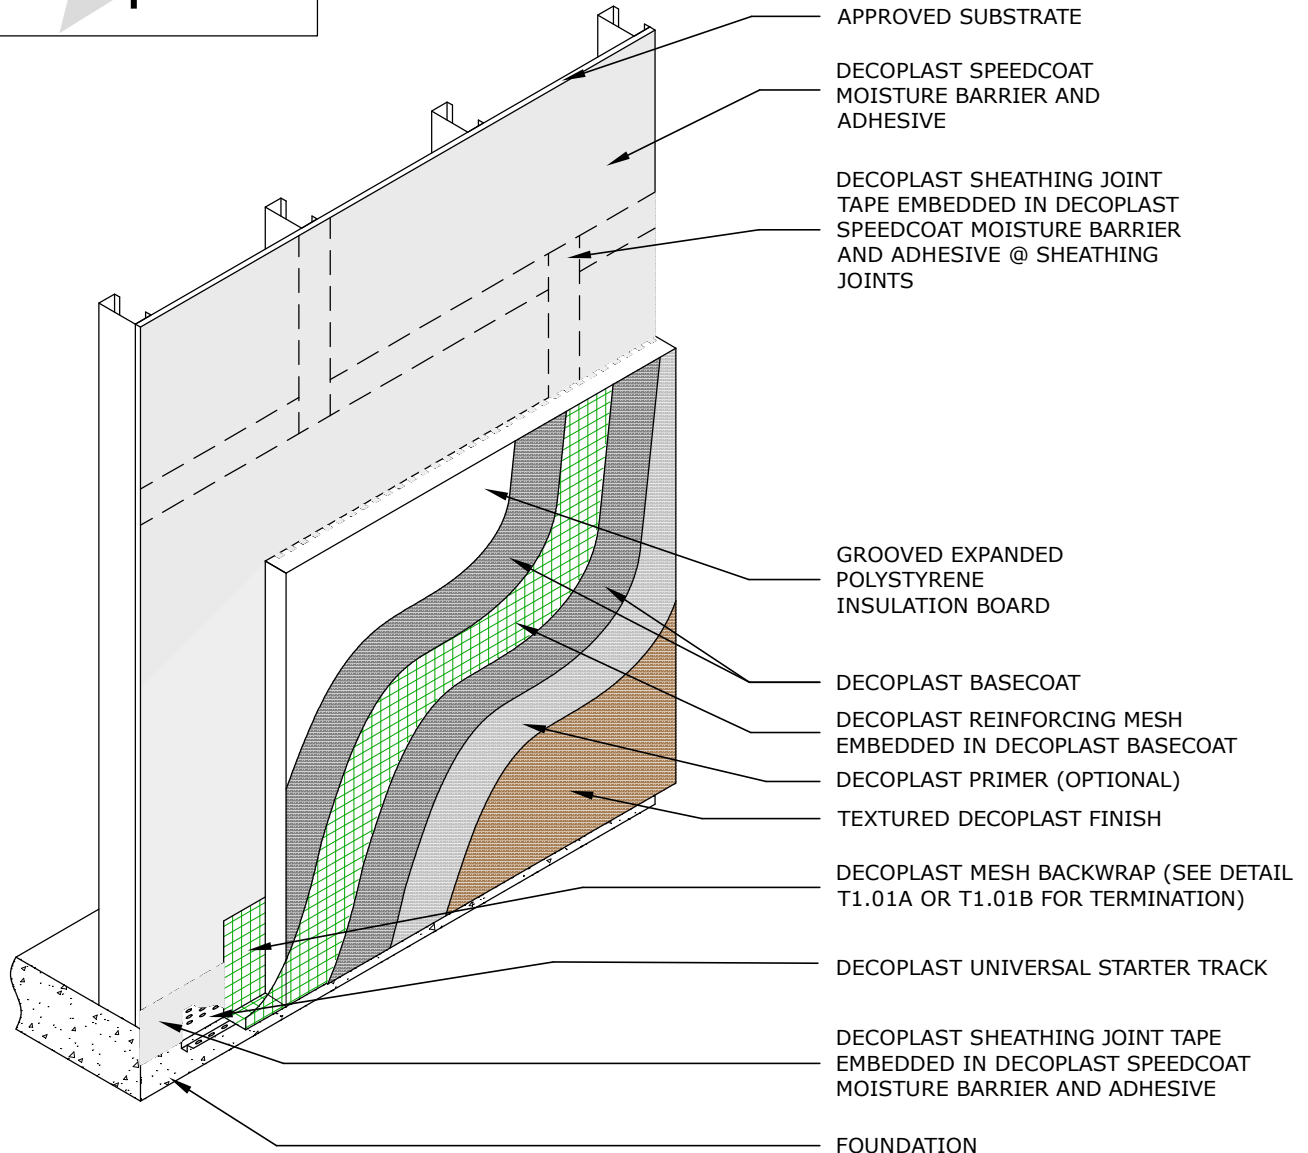 APPROVED SUBSTRATE
DECOPLAST SPEEDCOAT
MOISTURE BARRIER AND
ADHESIVE
DECOPLAST SHEATHING JOINT
TAPE EMBEDDED IN DECOPLAST
SPEEDCOAT MOISTURE BARRIER
AND ADHESIVE @ SHEATHING
JOINTS
GROOVED EXPANDED
POLYSTYRENE
INSULATION BOARD
DECOPLAST BASECOAT
DECOPLAST REINFORCING MESH
EMBEDDED IN DECOPLAST BASECOAT
DECOPLAST PRIMER (OPTIONAL)
TEXTURED DECOPLAST FINISH
DECOPLAST MESH BACKWRAP (SEE DETAIL
T1.01A OR T1.01B FOR TERMINATION)
DECOPLAST UNIVERSAL STARTER TRACK
DECOPLAST SHEATHING JOINT TAPE
EMBEDDED IN DECOPLAST SPEEDCOAT
MOISTURE BARRIER AND ADHESIVE
FOUNDATION